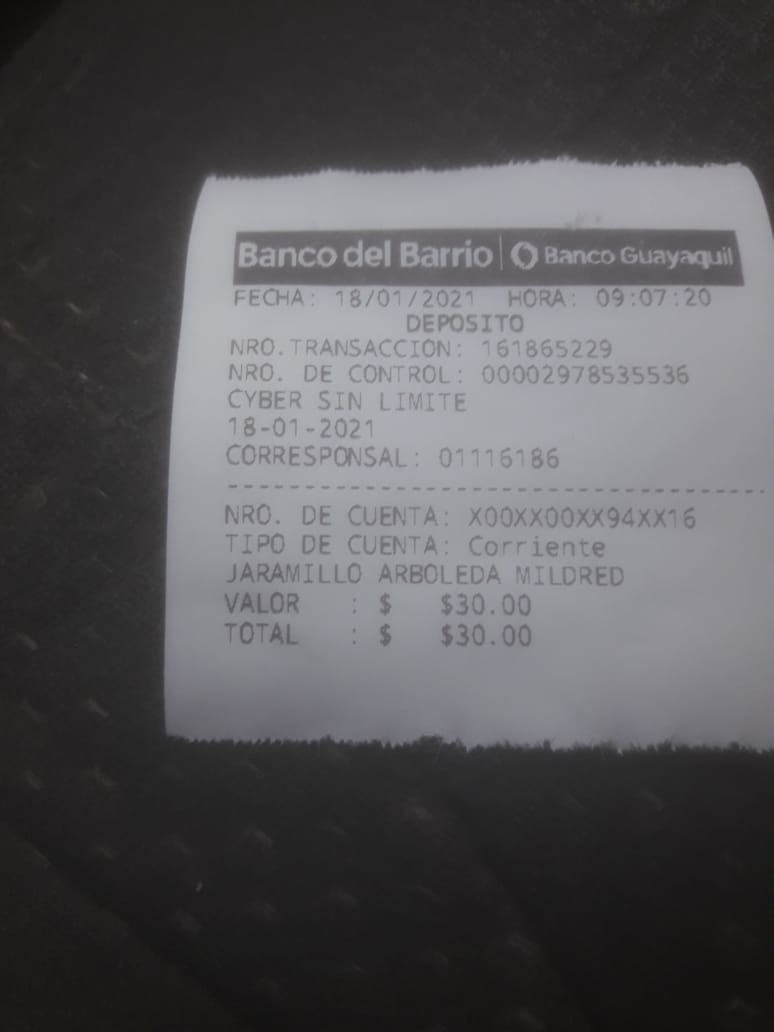 Banco del Barrio | Banco Guayaquil
FECHA: 18/01/2021 HORA: 09:07:20
DEPOSITO
NRO.TRANSACCION: 161865229
NRO. DE CONTROL: 00002978535536
CYBER SIN LIMITE
18-01-2021
CORRESPONSAL: 01116186
NRO. DE CUENTA: X00XX00XX94XX16
TIPO DE CUENTA: Corriente
JARAMILLO ARBOLEDA MILDRED
VALOR : $ $30.00
TOTAL : $ $30.00